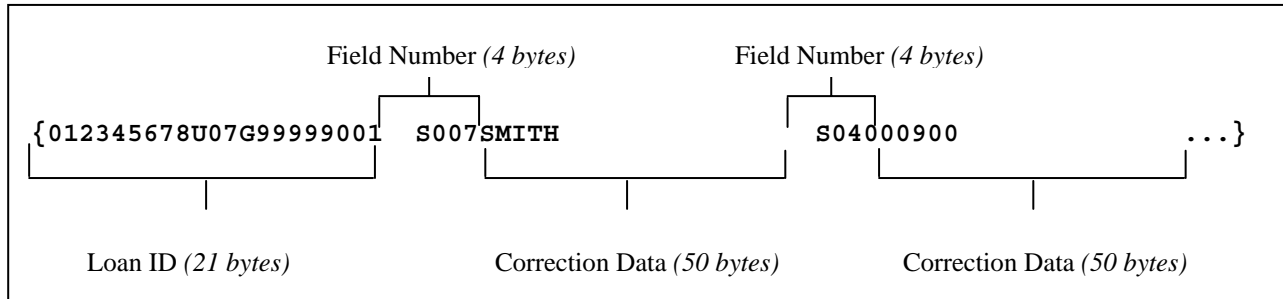 Field Number (4 bytes) Field Number (4 bytes)
{012345678U07G99999001 S007SMITH S04000900 ...}
Loan ID (21 bytes) Correction Data (50 bytes) Correction Data (50 bytes)